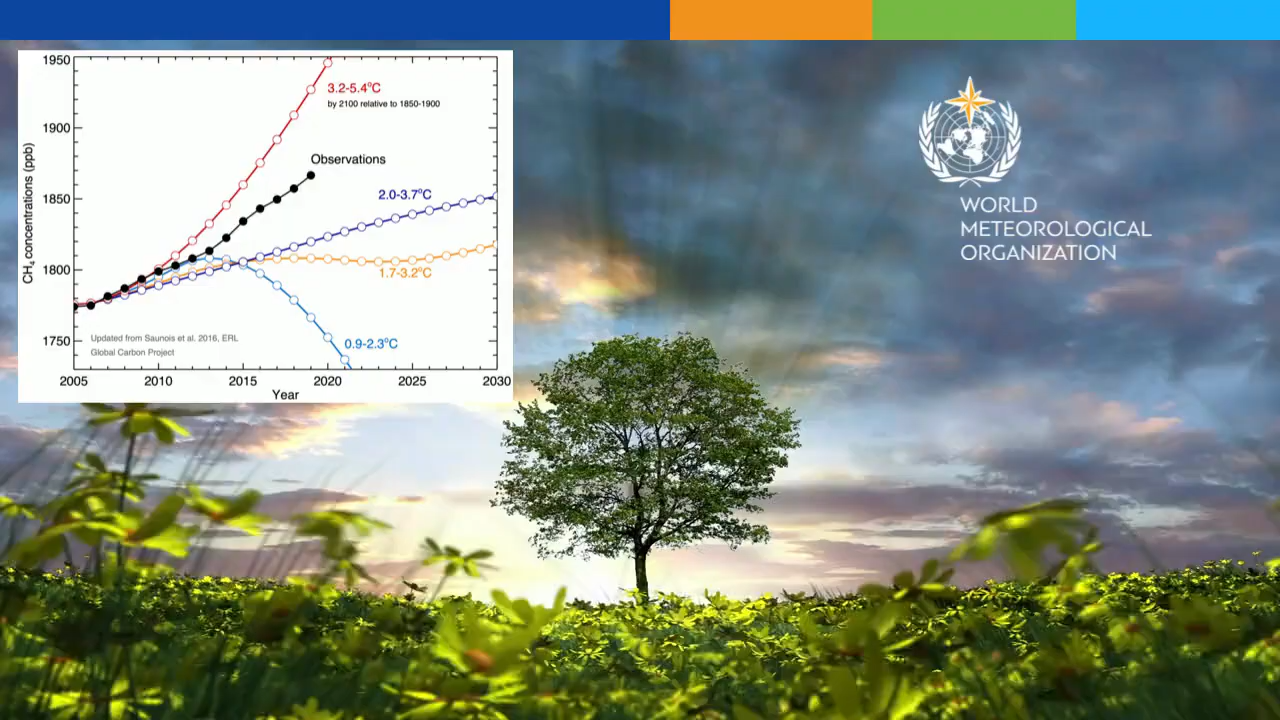 1950
1900
1850
1800
1750
CH4 concentrations (ppb)
3.2-5.4°C
by 2100 relative to 1850-1900
Observations
2.0-3.7°C
1.7-3.2°C
0.9-2.3°C
Updated from Saunois et al. 2016, ERL
Global Carbon Project
2005 2010 2015 2020 2025 2030
Year
WORLD
METEOROLOGICAL
ORGANIZATION